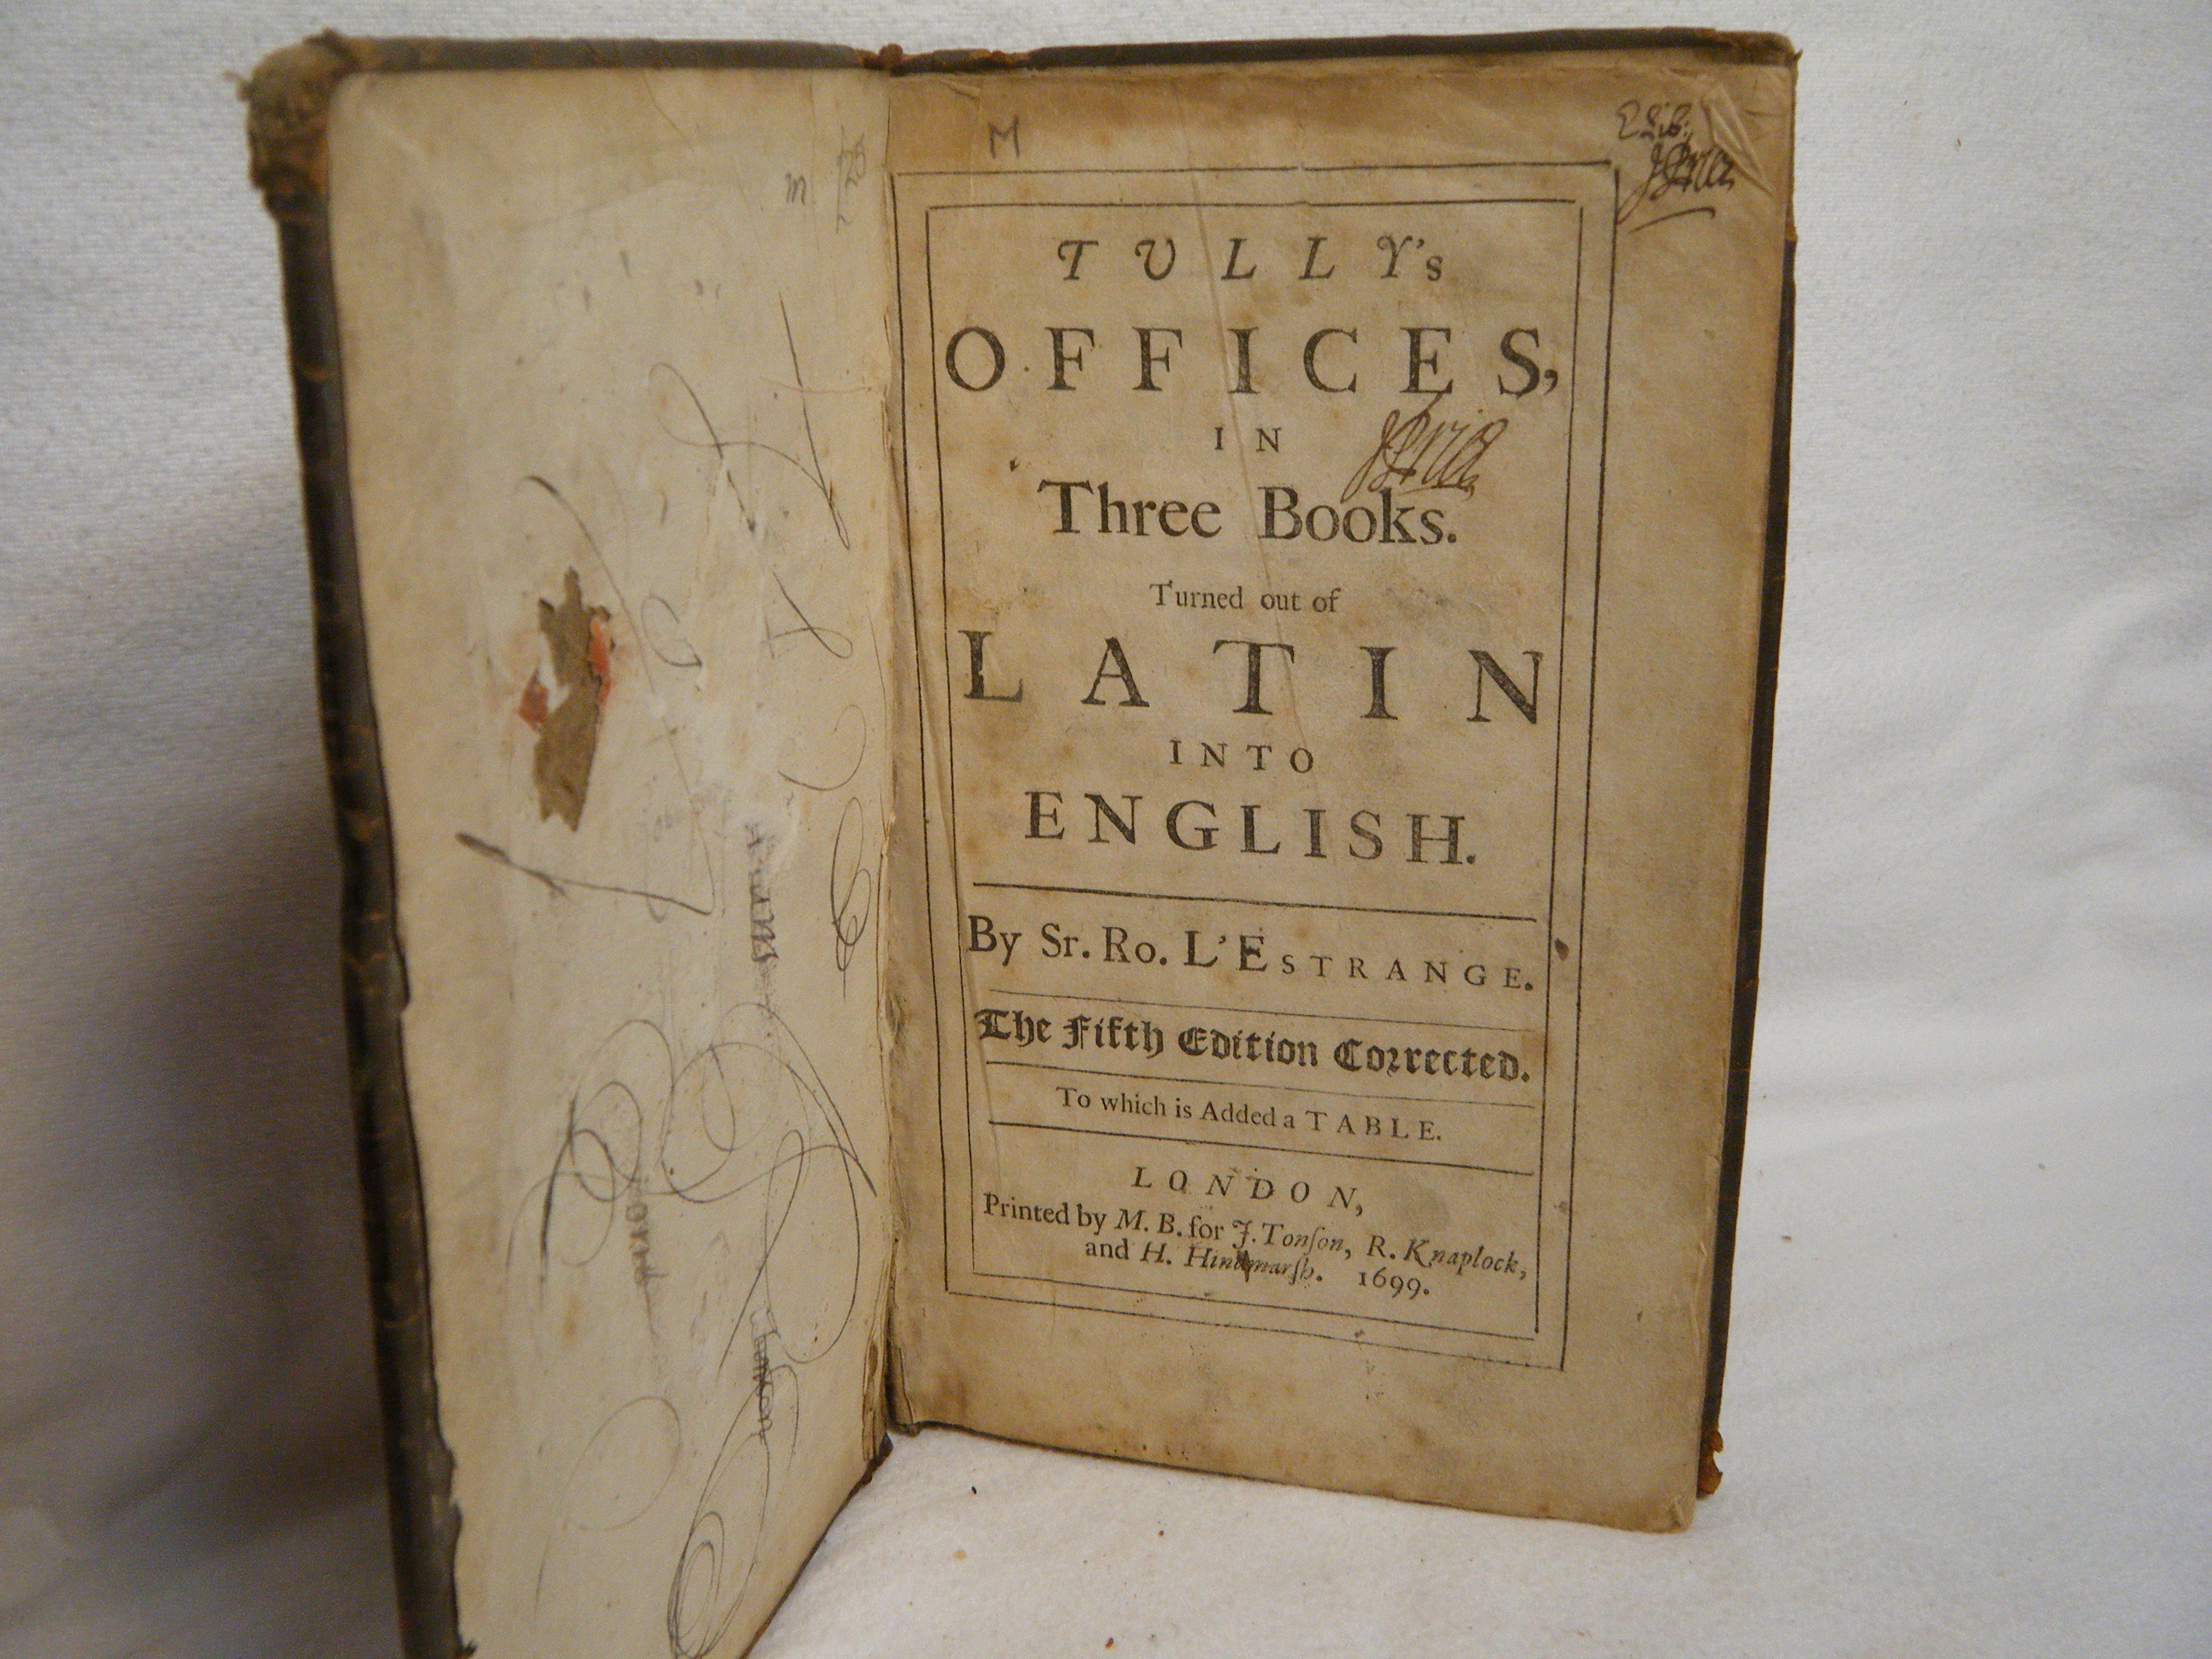 M
TULLY's
OFFICES,
IN
Three Books.
Turned out of
LATIN
INTO
ENGLISH.
By Sr. Ro. L'ESTRANGE.
The Fifth Edition Corrected.
To which is Added a TABLE.
LONDON,
Printed by M. B. for J. Tonſon, R. Knaplock,
and H. Hindmarſh. 1699.